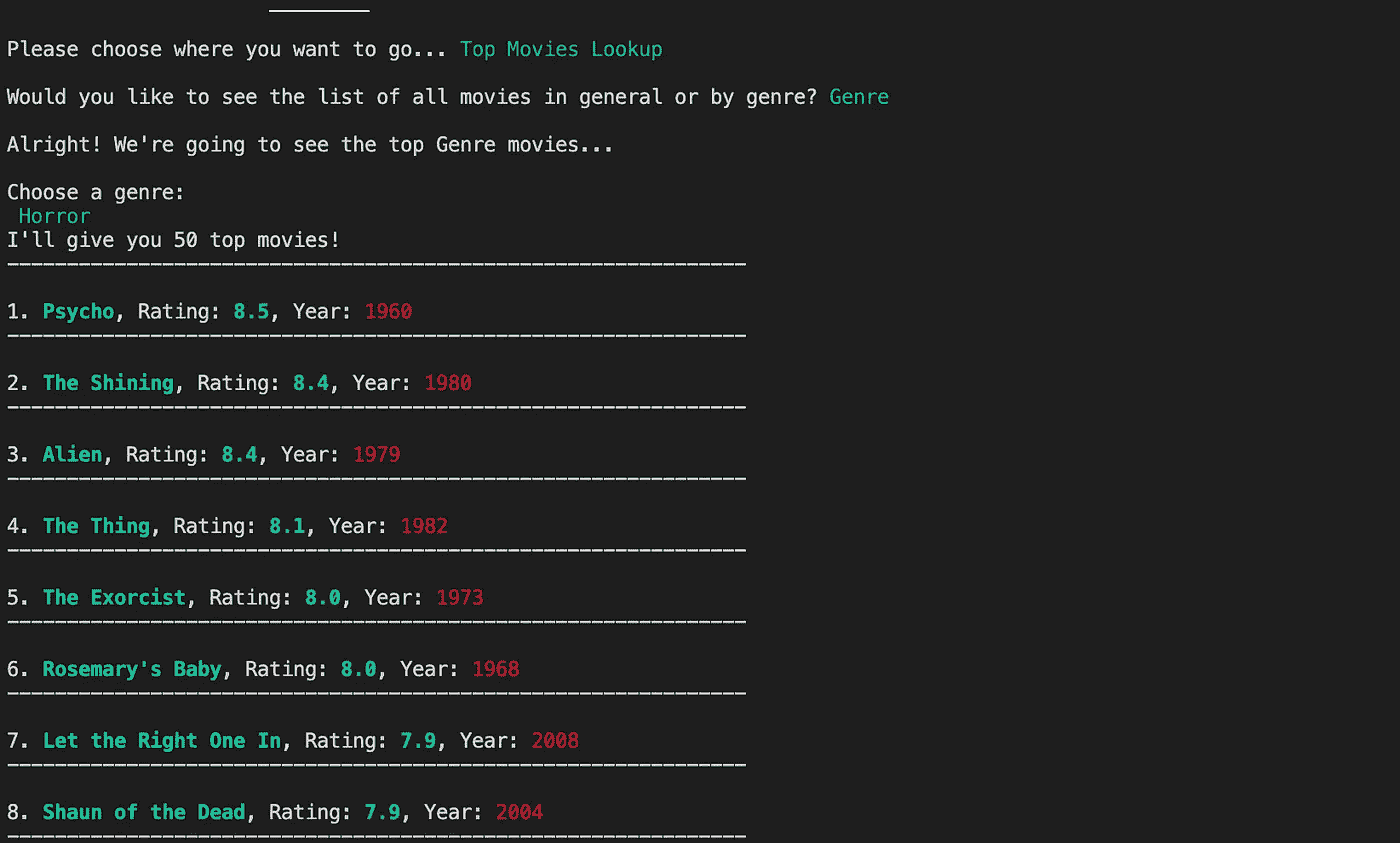 Please choose where you want to go... Top Movies Lookup
Would you like to see the list of all movies in general or by genre? Genre
Alright! We're going to see the top Genre movies...
Choose a genre:
Horror
I'll give you 50 top movies!
1. Psycho, Rating: 8.5, Year: 1960
2. The Shining, Rating: 8.4, Year: 1980
3. Alien, Rating: 8.4, Year: 1979
4. The Thing, Rating: 8.1, Year: 1982
5. The Exorcist, Rating: 8.0, Year: 1973
6. Rosemary's Baby, Rating: 8.0, Year: 1968
7. Let the Right One In, Rating: 7.9, Year: 2008
8. Shaun of the Dead, Rating: 7.9, Year: 2004